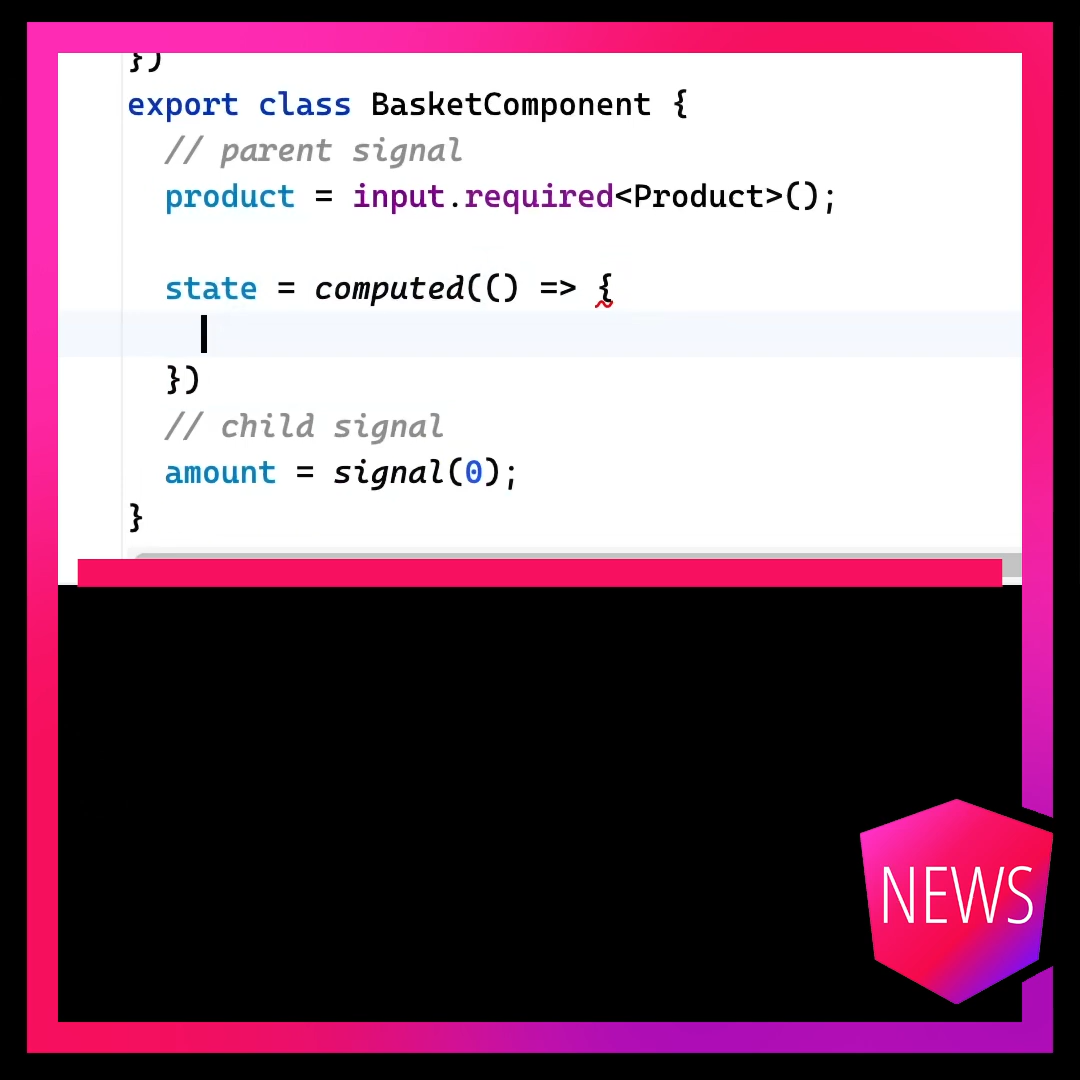 })
export class BasketComponent {
// parent signal
product = input.required<Product>();
state = computed(() => {
})
// child signal
amount = signal(0);
}
NEWS